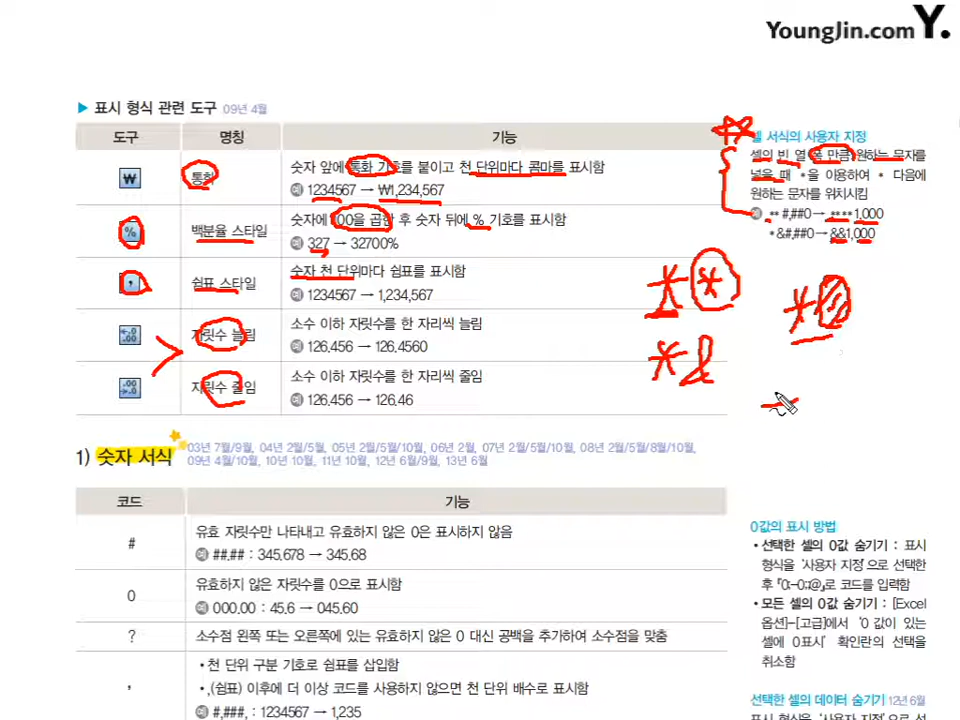 YoungJin.com Y.
▶ 표시 형식 관련 도구 09년 4월
도구 명칭 기능
₩ 통화 숫자 앞에 통화 기호를 붙이고 천 단위마다 콤마를 표시함
예 1234567 → ₩1,234,567
% 백분율 스타일 숫자에 100을 곱한 후 숫자 뒤에 % 기호를 표시함
예 327 → 32700%
, 쉼표 스타일 숫자 천 단위마다 쉼표를 표시함
예 1234567 → 1,234,567
자릿수 늘림 소수 이하 자릿수를 한 자리씩 늘림
예 126.456 → 126.4560
자릿수 줄임 소수 이하 자릿수를 한 자리씩 줄임
예 126.456 → 126.46
셀 서식의 사용자 지정
셀의 빈 열 폭 만큼 원하는 문자를
넣을 때 *을 이용하여 * 다음에
원하는 문자를 위치시킴
예 **#,##0 → ****1,000
*&#,##0 → &&1,000
**
*&
1) 숫자 서식 03년 7월/9월, 04년 2월/5월, 05년 2월/5월/10월, 06년 2월, 07년 2월/5월/10월, 08년 2월/5월/8월/10월,
09년 4월/10월, 10년 10월, 11년 10월, 12년 6월/9월, 13년 6월
코드 기능
# 유효 자릿수만 나타내고 유효하지 않은 0은 표시하지 않음
예 ##.## : 345.678 → 345.68
0 유효하지 않은 자릿수를 0으로 표시함
예 000.00 : 45.6 → 045.60
? 소수점 왼쪽 또는 오른쪽에 있는 유효하지 않은 0 대신 공백을 추가하여 소수점을 맞춤
, • 천 단위 구분 기호로 쉼표를 삽입함
• ,(쉼표) 이후에 더 이상 코드를 사용하지 않으면 천 단위 배수로 표시함
예 #,###, : 1234567 → 1,235
0값의 표시 방법
• 선택한 셀의 0값 숨기기 : 표시
형식을 '사용자 지정'으로 선택한
후 『0;-0;;@』로 코드를 입력함
• 모든 셀의 0값 숨기기 : [Excel
옵션]-[고급]에서 '0 값이 있는
셀에 0표시' 확인란의 선택을
취소함
선택한 셀의 데이터 숨기기 12년 6월